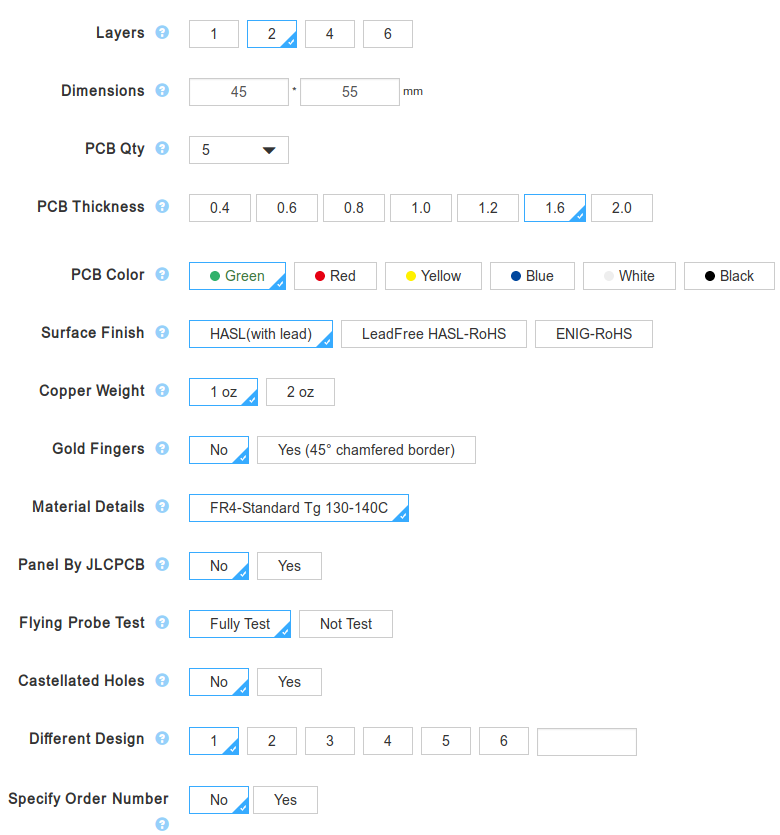 Layers ? 1 2 4 6
Dimensions ? 45 * 55 mm
PCB Qty ? 5
PCB Thickness ? 0.4 0.6 0.8 1.0 1.2 1.6 2.0
PCB Color ? Green Red Yellow Blue White Black
Surface Finish ? HASL(with lead) LeadFree HASL-RoHS ENIG-RoHS
Copper Weight ? 1 oz 2 oz
Gold Fingers ? No Yes (45° chamfered border)
Material Details ? FR4-Standard Tg 130-140C
Panel By JLCPCB ? No Yes
Flying Probe Test ? Fully Test Not Test
Castellated Holes ? No Yes
Different Design ? 1 2 3 4 5 6
Specify Order Number No Yes
?